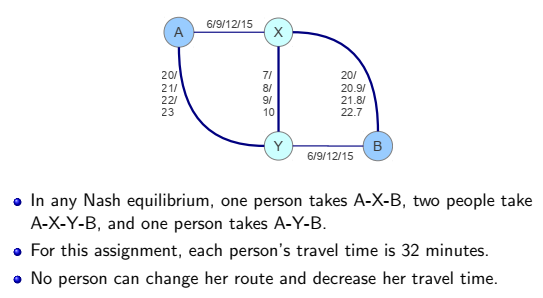 A
6/9/12/15
X
20/
21/
22/
23
7/
8/
9/
10
20/
20.9/
21.8/
22.7
Y
6/9/12/15
B
In any Nash equilibrium, one person takes A-X-B, two people take
A-X-Y-B, and one person takes A-Y-B.
For this assignment, each person's travel time is 32 minutes.
No person can change her route and decrease her travel time.